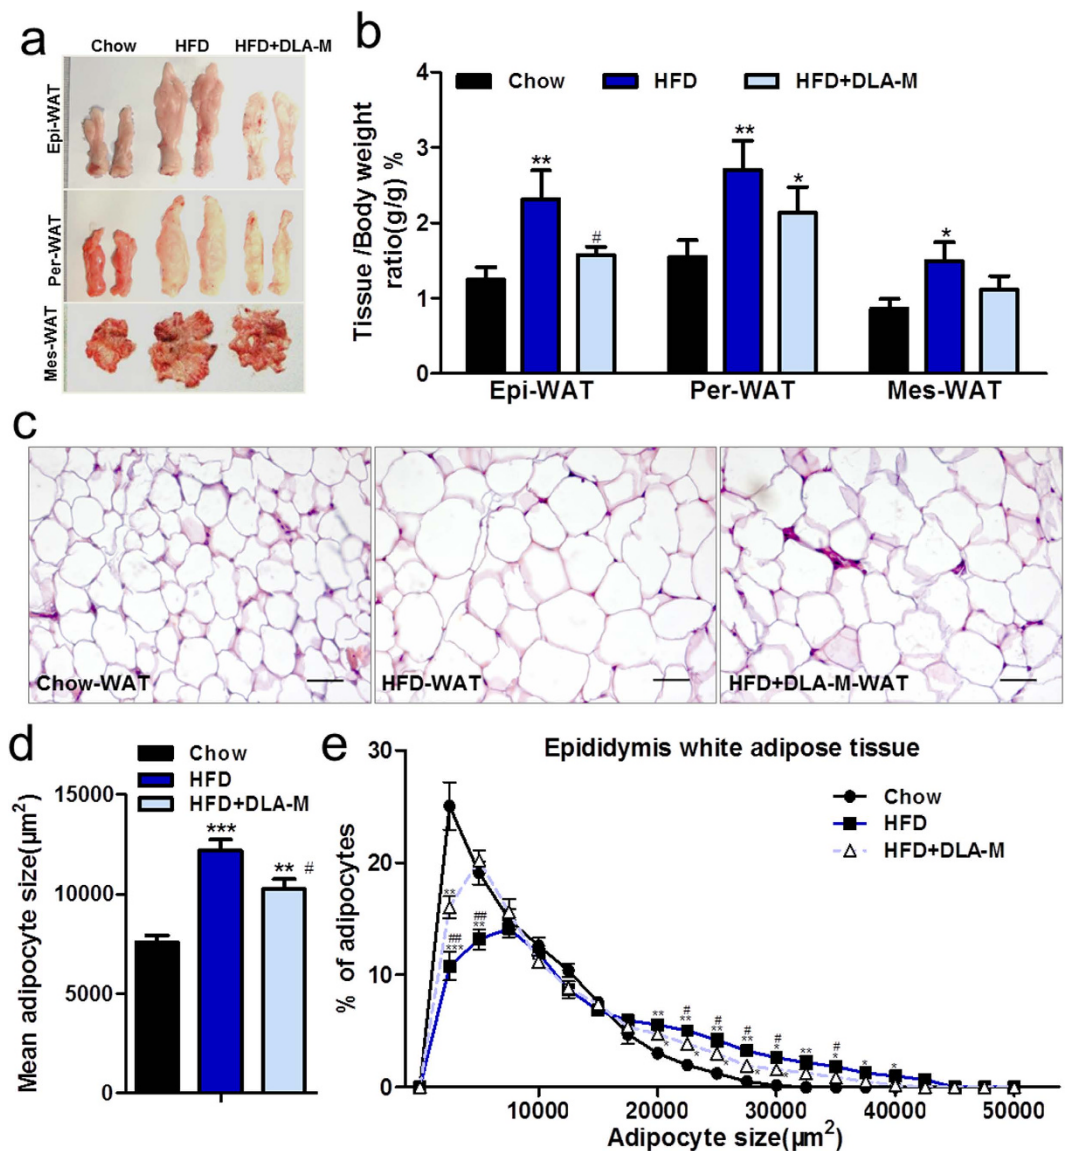 a
Chow HFD HFD+DLA-M
Epi-WAT
Per-WAT
Mes-WAT
b
Tissue /Body weight
ratio(g/g) %
Chow HFD HFD+DLA-M
4
3
2
1
0
** # ** * *
Epi-WAT Per-WAT Mes-WAT
c
Chow-WAT HFD-WAT HFD+DLA-M-WAT
d
Chow
HFD
HFD+DLA-M
Mean adipocyte size(µm²)
15000
10000
5000
0
*** ** #
e
Epididymis white adipose tissue
Chow
HFD
HFD+DLA-M
% of adipocytes
30
20
10
0
**
##
***
##
**
** # ** # ** # ** # * ** # * * *
* * * * *
10000 20000 30000 40000 50000
Adipocyte size(µm²)